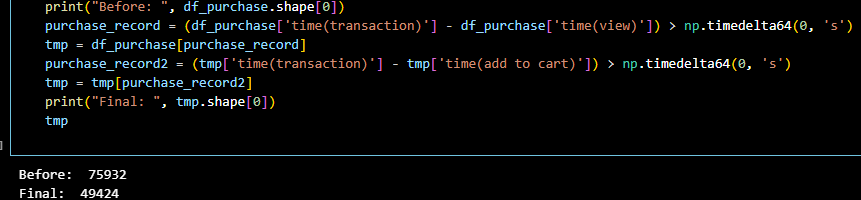 print("Before: ", df_purchase.shape[0])
purchase_record = (df_purchase['time(transaction)'] - df_purchase['time(view)']) > np.timedelta64(0, 's')
tmp = df_purchase[purchase_record]
purchase_record2 = (tmp['time(transaction)'] - tmp['time(add to cart)']) > np.timedelta64(0, 's')
tmp = tmp[purchase_record2]
print("Final: ", tmp.shape[0])
tmp
]
Before:  75932
Final:  49424